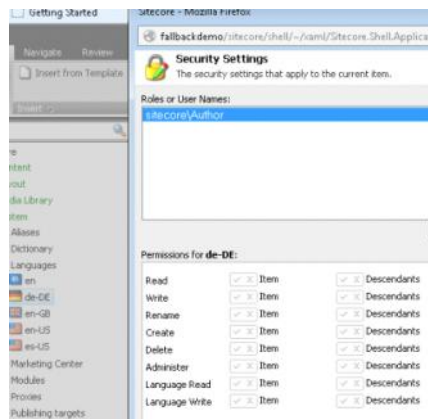 Getting Started
Sitecore - Mozilla Firefox
fallbackdemo/sitecore/shell/~/xaml/Sitecore.Shell.Applica
Navigate Review
Insert from Template
Insert
Security Settings
The security settings that apply to the current item.
Roles or User Names:
sitecore\Author
ntent
yout
dia Library
stem
Aliases
Dictionary
Languages
en
de-DE
en-GB
en-US
es-US
Marketing Center
Modules
Proxies
Publishing targets
Permissions for de-DE:
Read Item Descendants
Write Item Descendants
Rename Item Descendants
Create Item Descendants
Delete Item Descendants
Administer Item Descendants
Language Read Item Descendants
Language Write Item Descendants